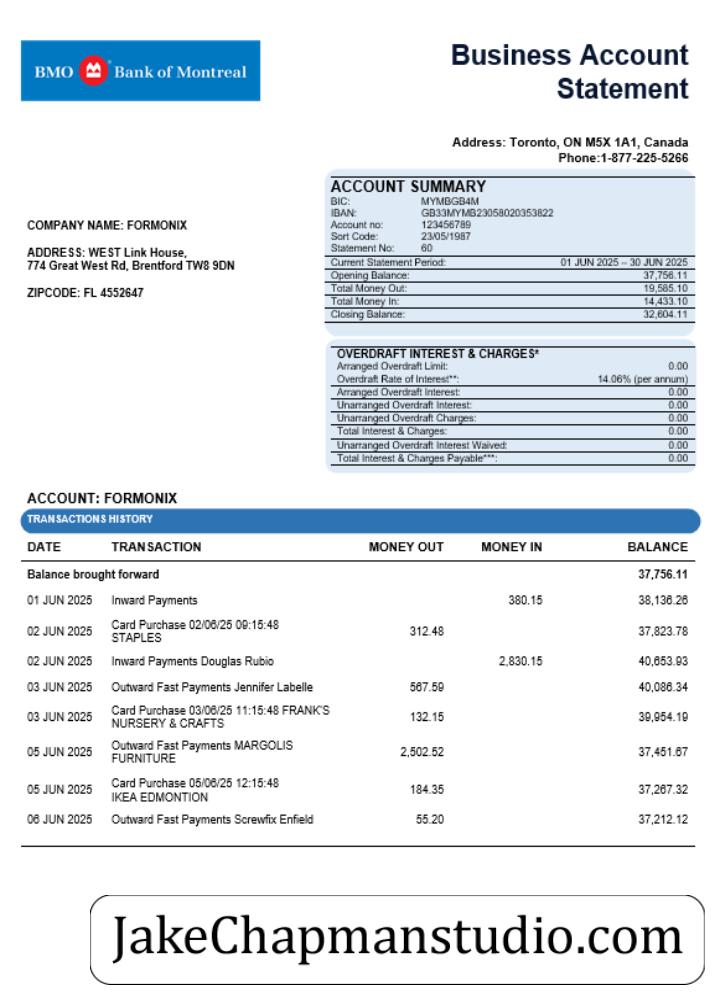 BMO Bank of Montreal
Business Account
Statement
Address: Toronto, ON M5X 1A1, Canada
Phone:1-877-225-5266
COMPANY NAME: FORMONIX
ADDRESS: WEST Link House,
774 Great West Rd, Brentford TW8 9DN
ZIPCODE: FL 4552647
ACCOUNT SUMMARY
BIC: MYMBGB4M
IBAN: GB33MYMB23058020353822
Account no: 123456789
Sort Code: 23/05/1987
Statement No: 60
Current Statement Period: 01 JUN 2025 – 30 JUN 2025
Opening Balance: 37,756.11
Total Money Out: 19,585.10
Total Money In: 14,433.10
Closing Balance: 32,604.11
OVERDRAFT INTEREST & CHARGES*
Arranged Overdraft Limit: 0.00
Overdraft Rate of Interest**: 14.06% (per annum)
Arranged Overdraft Interest: 0.00
Unarranged Overdraft Interest: 0.00
Unarranged Overdraft Charges: 0.00
Total Interest & Charges: 0.00
Unarranged Overdraft Interest Waived: 0.00
Total Interest & Charges Payable***: 0.00
ACCOUNT: FORMONIX
TRANSACTIONS HISTORY
DATE TRANSACTION MONEY OUT MONEY IN BALANCE
Balance brought forward 37,756.11
01 JUN 2025 Inward Payments 380.15 38,136.26
02 JUN 2025 Card Purchase 02/06/25 09:15:48 312.48 37,823.78
STAPLES
02 JUN 2025 Inward Payments Douglas Rubio 2,830.15 40,653.93
03 JUN 2025 Outward Fast Payments Jennifer Labelle 567.59 40,086.34
03 JUN 2025 Card Purchase 03/06/25 11:15:48 FRANK'S 132.15 39,954.19
NURSERY & CRAFTS
05 JUN 2025 Outward Fast Payments MARGOLIS 2,502.52 37,451.67
FURNITURE
05 JUN 2025 Card Purchase 05/06/25 12:15:48 184.35 37,267.32
IKEA EDMONTION
06 JUN 2025 Outward Fast Payments Screwfix Enfield 55.20 37,212.12
JakeChapmanstudio.com